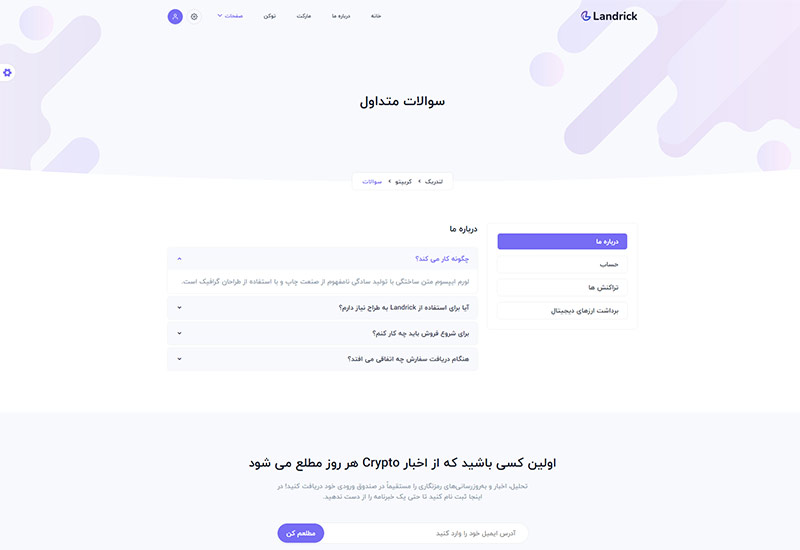 Landrick
خانه
درباره ما
مارکت
توکن
صفحات
سوالات متداول
لندریک
کریپتو
سوالات
درباره ما
حساب
تراکنش ها
برداشت ارزهای دیجیتال
درباره ما
چگونه کار می کند؟
لورم ایپسوم متن ساختگی با تولید سادگی نامفهوم از صنعت چاپ و با استفاده از طراحان گرافیک است.
آیا برای استفاده از Landrick به طراح نیاز دارم؟
برای شروع فروش باید چه کار کنم؟
هنگام دریافت سفارش چه اتفاقی می افتد؟
اولین کسی باشید که از اخبار Crypto هر روز مطلع می شود
تحلیل، اخبار و به‌روزرسانی‌های رمزنگاری را مستقیماً در صندوق ورودی خود دریافت کنید! در
اینجا ثبت نام کنید تا حتی یک خبرنامه را از دست ندهید.
آدرس ایمیل خود را وارد کنید
مطلعم کن